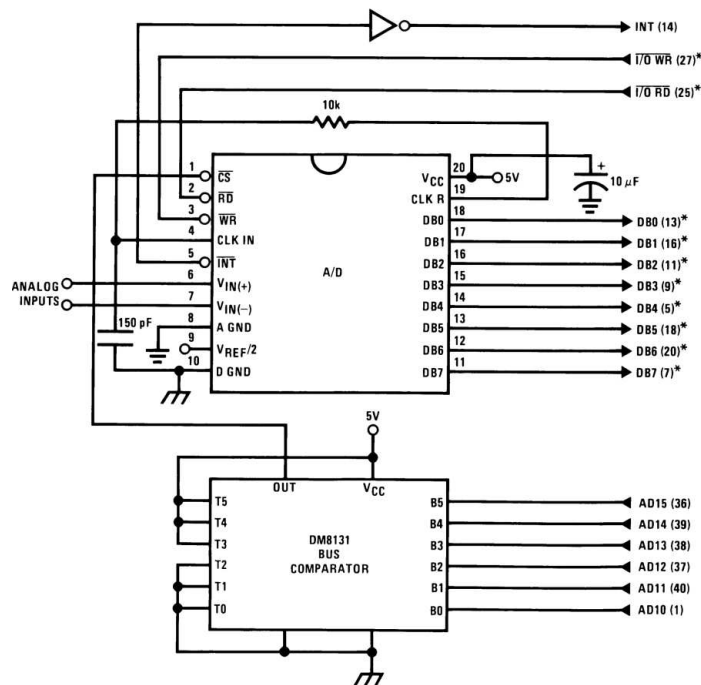 INT (14)
I/O WR (27)*
I/O RD (25)*
10k
1 CS
2 RD
3 WR
4 CLK IN
5 INT
6 VIN(+)
7 VIN(−)
8 A GND
9 VREF/2
10 D GND
A/D
ANALOG
INPUTS
150 pF
20 VCC
5V
+
10 μF
19 CLK R
18 DB0 DB0 (13)*
17 DB1 DB1 (16)*
16 DB2 DB2 (11)*
15 DB3 DB3 (9)*
14 DB4 DB4 (5)*
13 DB5 DB5 (18)*
12 DB6 DB6 (20)*
11 DB7 DB7 (7)*
5V
OUT VCC
T5
T4
T3
T2
T1
T0
DM8131
BUS
COMPARATOR
B5 AD15 (36)
B4 AD14 (39)
B3 AD13 (38)
B2 AD12 (37)
B1 AD11 (40)
B0 AD10 (1)